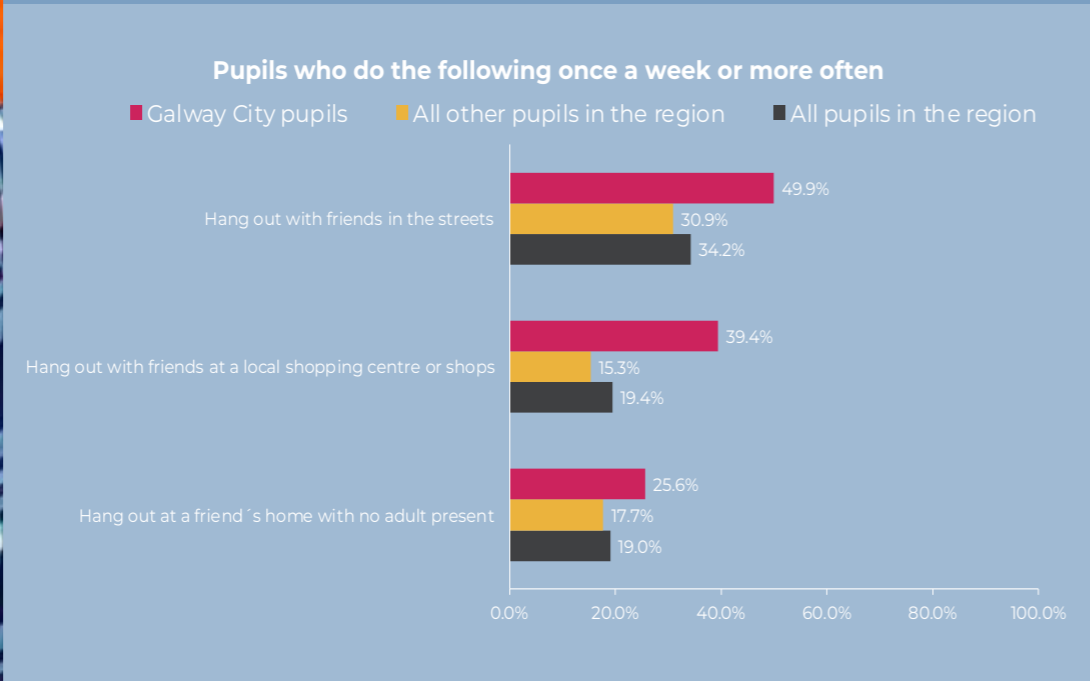 Pupils who do the following once a week or more often
Galway City pupils All other pupils in the region All pupils in the region
Hang out with friends in the streets
49.9%
30.9%
34.2%
Hang out with friends at a local shopping centre or shops
39.4%
15.3%
19.4%
Hang out at a friend´s home with no adult present
25.6%
17.7%
19.0%
0.0% 20.0% 40.0% 60.0% 80.0% 100.0%